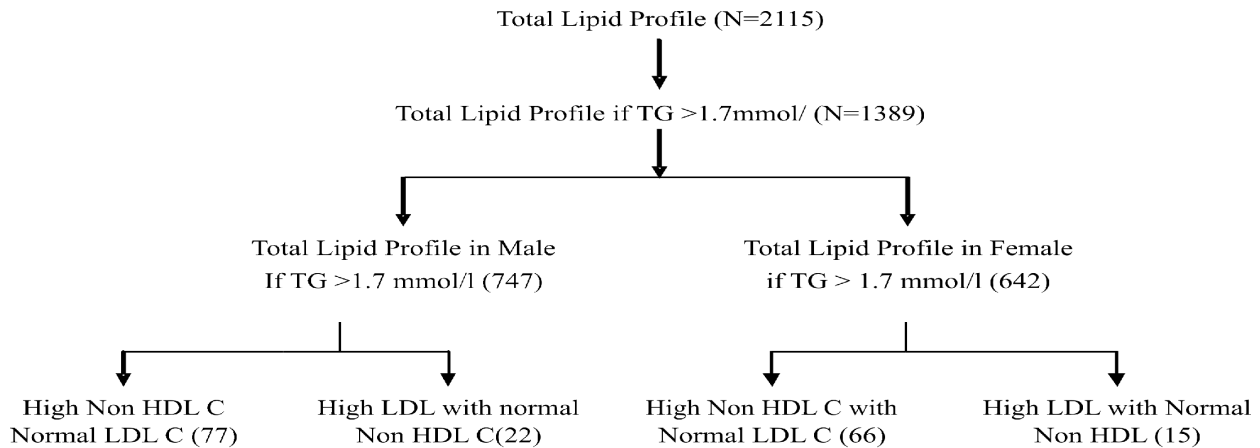 Total Lipid Profile (N=2115)
Total Lipid Profile if TG >1.7mmol/ (N=1389)
Total Lipid Profile in Male
If TG >1.7 mmol/l (747)
Total Lipid Profile in Female
if TG > 1.7 mmol/l (642)
High Non HDL C
Normal LDL C (77)
High LDL with normal
Non HDL C(22)
High Non HDL C with
Normal LDL C (66)
High LDL with Normal
Non HDL (15)